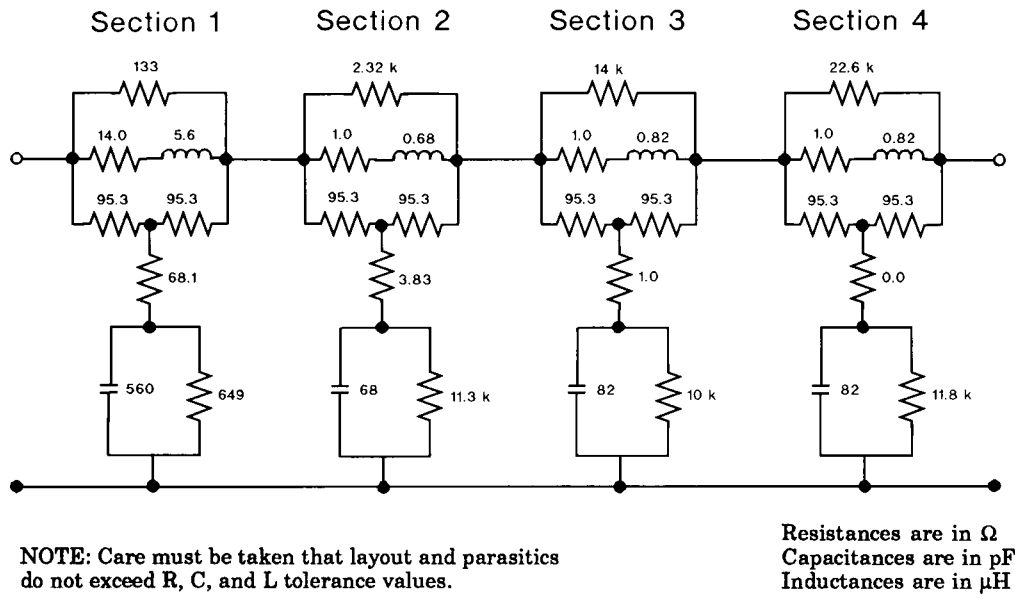 Section 1 Section 2 Section 3 Section 4
133 2.32 k 14 k 22.6 k
14.0 5.6 1.0 0.68 1.0 0.82 1.0 0.82
95.3 95.3 95.3 95.3 95.3 95.3 95.3 95.3
68.1 3.83 1.0 0.0
560 649 68 11.3 k 82 10 k 82 11.8 k
NOTE: Care must be taken that layout and parasitics
do not exceed R, C, and L tolerance values.
Resistances are in Ω
Capacitances are in pF
Inductances are in μH